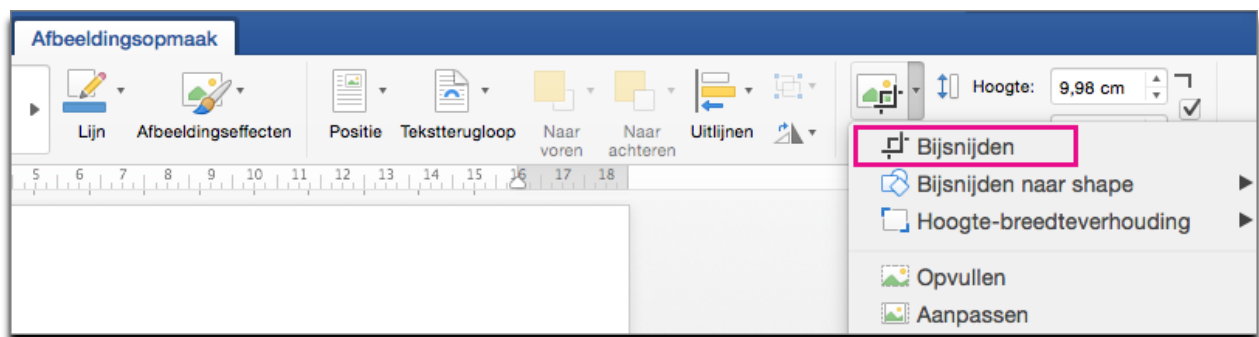 Afbeeldingsopmaak
Lijn
Afbeeldingseffecten
Positie
Tekstterugloop
Naar voren
Naar achteren
Uitlijnen
Hoogte: 9,98 cm
5 6 7 8 9 10 11 12 13 14 15 16 17 18
Bijsnijden
Bijsnijden naar shape
Hoogte-breedteverhouding
Opvullen
Aanpassen